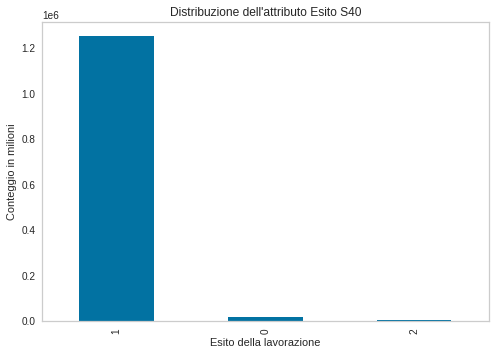 Distribuzione dell'attributo Esito S40
1e6
1.2
1.0
0.8
0.6
0.4
0.2
0.0
Conteggio in milioni
1
0
2
Esito della lavorazione